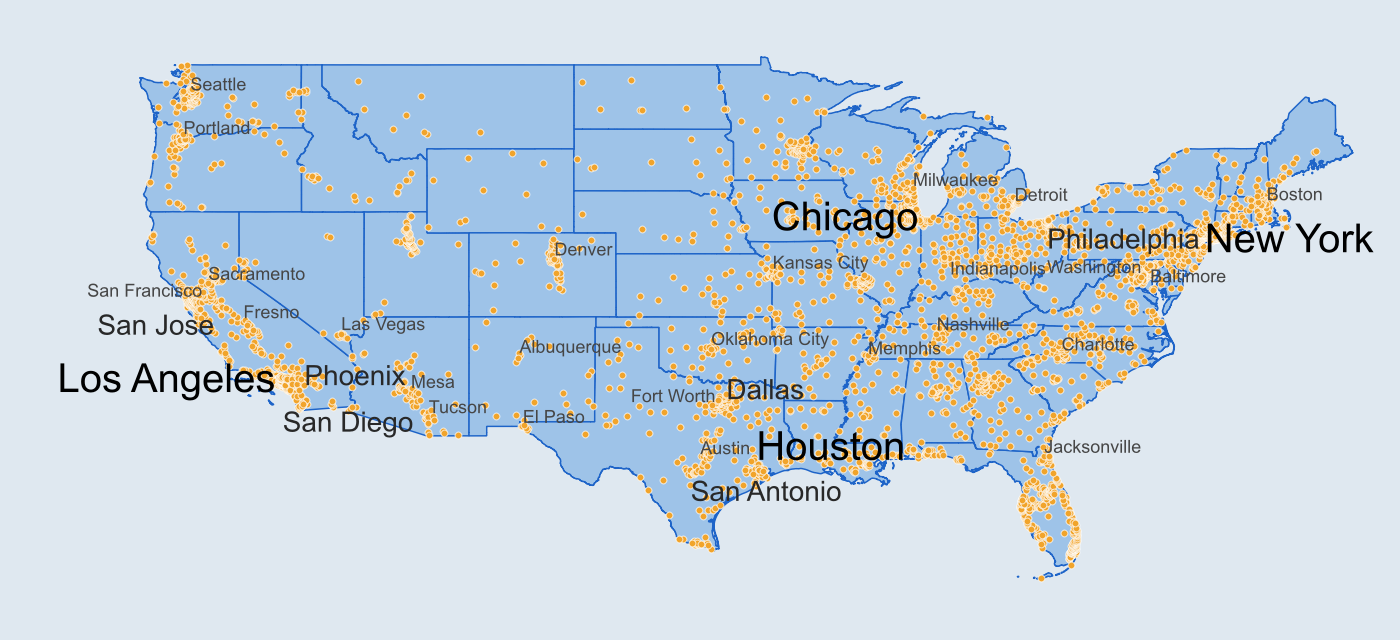 Seattle
Portland
Milwaukee
Detroit
Boston
Chicago
Philadelphia
New York
Denver
Kansas City
Indianapolis
Washington
Baltimore
Sacramento
San Francisco
Fresno
San Jose
Las Vegas
Nashville
Oklahoma City
Albuquerque
Memphis
Charlotte
Los Angeles
Phoenix
Mesa
Dallas
Fort Worth
Tucson
El Paso
San Diego
Austin
Houston
Jacksonville
San Antonio